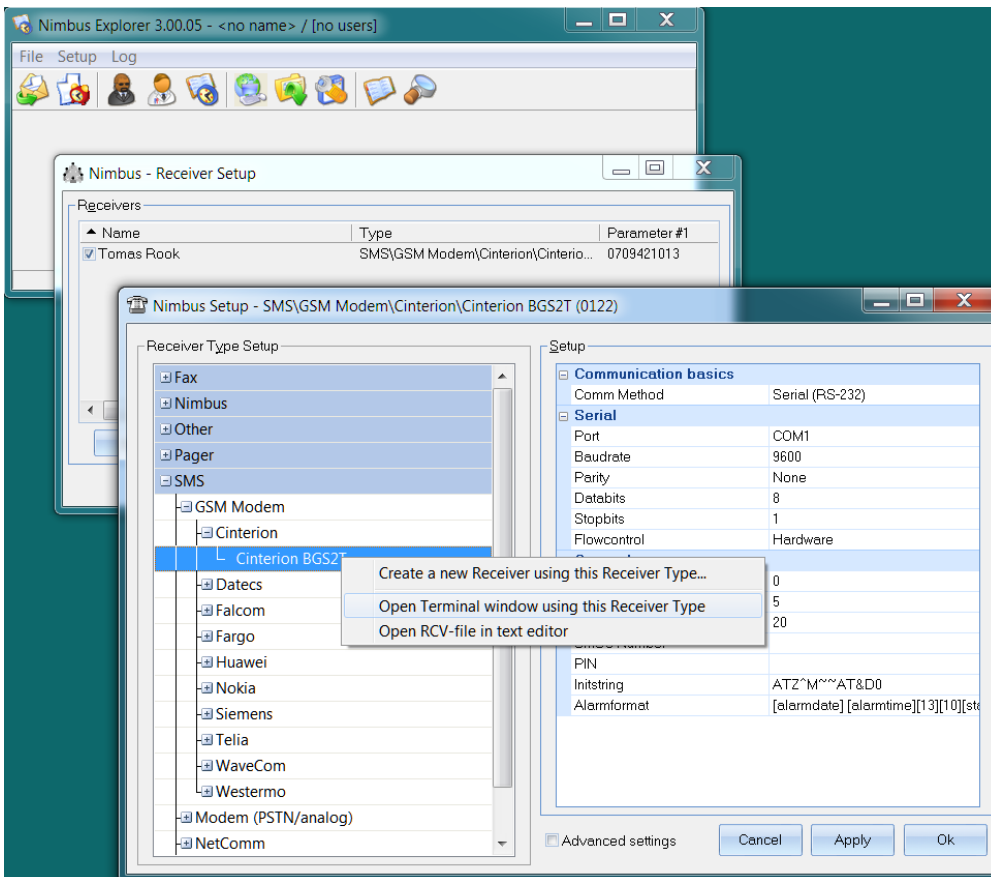 Nimbus Explorer 3.00.05 - <no name> / [no users]
File Setup Log
Nimbus - Receiver Setup
Receivers
Name Type Parameter #1
Tomas Rook SMS\GSM Modem\Cinterion\Cinterio... 0709421013
Nimbus Setup - SMS\GSM Modem\Cinterion\Cinterion BGS2T (0122)
Receiver Type Setup
Fax
Nimbus
Other
Pager
SMS
GSM Modem
Cinterion
Cinterion BGS2T
Datecs
Falcom
Fargo
Huawei
Nokia
Siemens
Telia
WaveCom
Westermo
Modem (PSTN/analog)
NetComm
Create a new Receiver using this Receiver Type...
Open Terminal window using this Receiver Type
Open RCV-file in text editor
Setup
Communication basics
Comm Method Serial (RS-232)
Serial
Port COM1
Baudrate 9600
Parity None
Databits 8
Stopbits 1
Flowcontrol Hardware
0
5
20
PIN
Initstring ATZ^M~~AT&D0
Alarmformat [alarmdate] [alarmtime][13][10][sta
Advanced settings Cancel Apply Ok